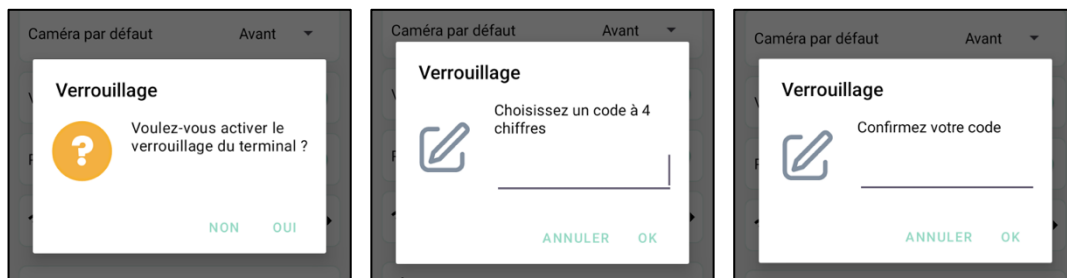 Caméra par défaut
Avant
Verrouillage
Voulez-vous activer le
verrouillage du terminal ?
NON
OUI
Caméra par défaut
Avant
Verrouillage
Choisissez un code à 4
chiffres
ANNULER
OK
Caméra par défaut
Avant
Verrouillage
Confirmez votre code
ANNULER
OK